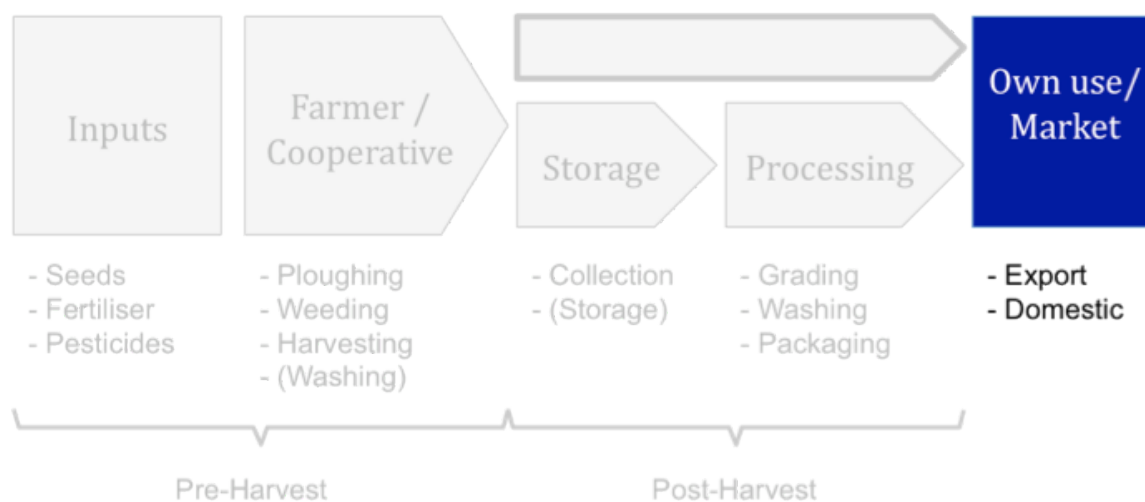 Inputs
Farmer /
Cooperative
Storage
Processing
Own use/
Market
- Seeds
- Fertiliser
- Pesticides
- Ploughing
- Weeding
- Harvesting
- (Washing)
- Collection
- (Storage)
- Grading
- Washing
- Packaging
- Export
- Domestic
Pre-Harvest
Post-Harvest